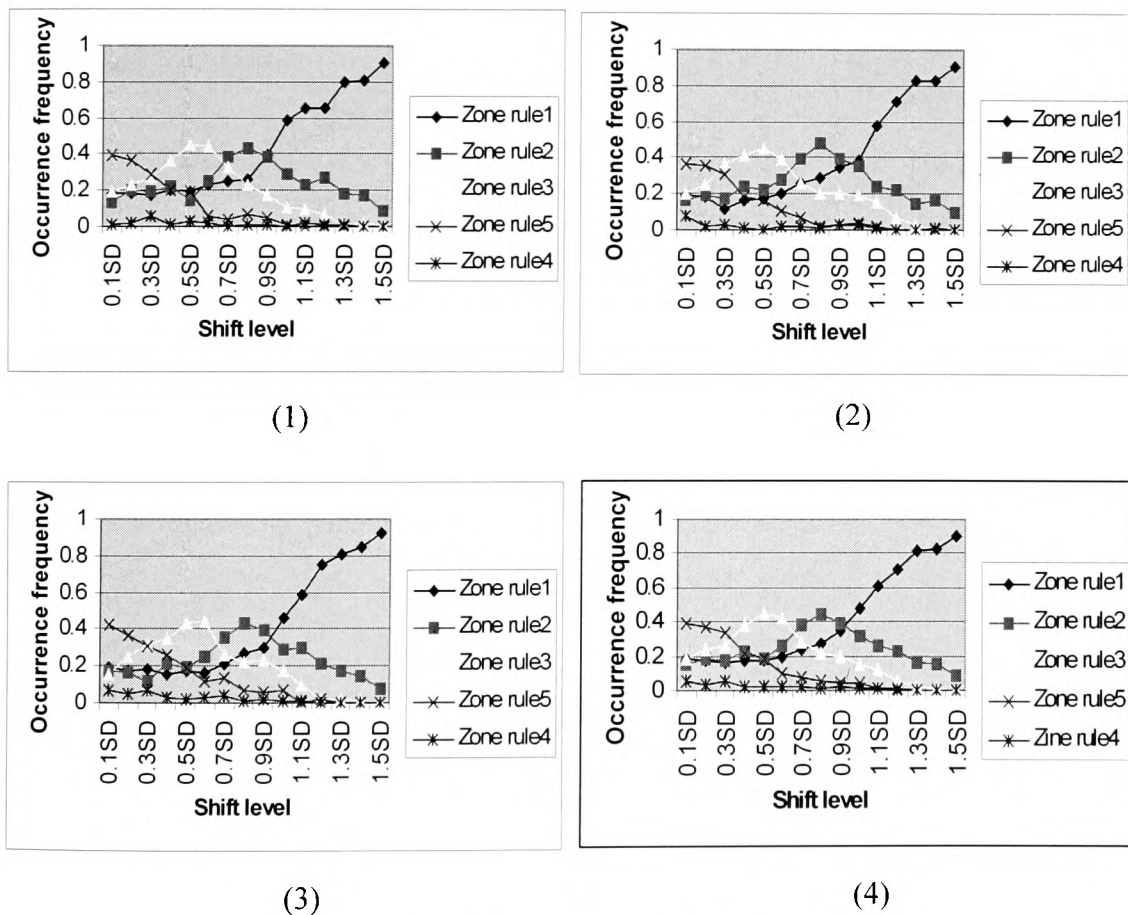 Occurrence frequency
1
0.8
0.6
0.4
0.2
0
0.1SD
0.3SD
0.5SD
0.7SD
0.9SD
1.1SD
1.3SD
1.5SD
Shift level
Zone rule1
Zone rule2
Zone rule3
Zone rule5
Zone rule4
(1)
Occurrence frequency
1
0.8
0.6
0.4
0.2
0
0.1SD
0.3SD
0.5SD
0.7SD
0.9SD
1.1SD
1.3SD
1.5SD
Shift level
Zone rule1
Zone rule2
Zone rule3
Zone rule5
Zone rule4
(2)
Occurrence frequency
1
0.8
0.6
0.4
0.2
0
0.1SD
0.3SD
0.5SD
0.7SD
0.9SD
1.1SD
1.3SD
1.5SD
Shift level
Zone rule1
Zone rule2
Zone rule3
Zone rule5
Zone rule4
(3)
Occurrence frequency
1
0.8
0.6
0.4
0.2
0
0.1SD
0.3SD
0.5SD
0.7SD
0.9SD
1.1SD
1.3SD
1.5SD
Shift level
Zone rule1
Zone rule2
Zone rule3
Zone rule5
Zine rule4
(4)